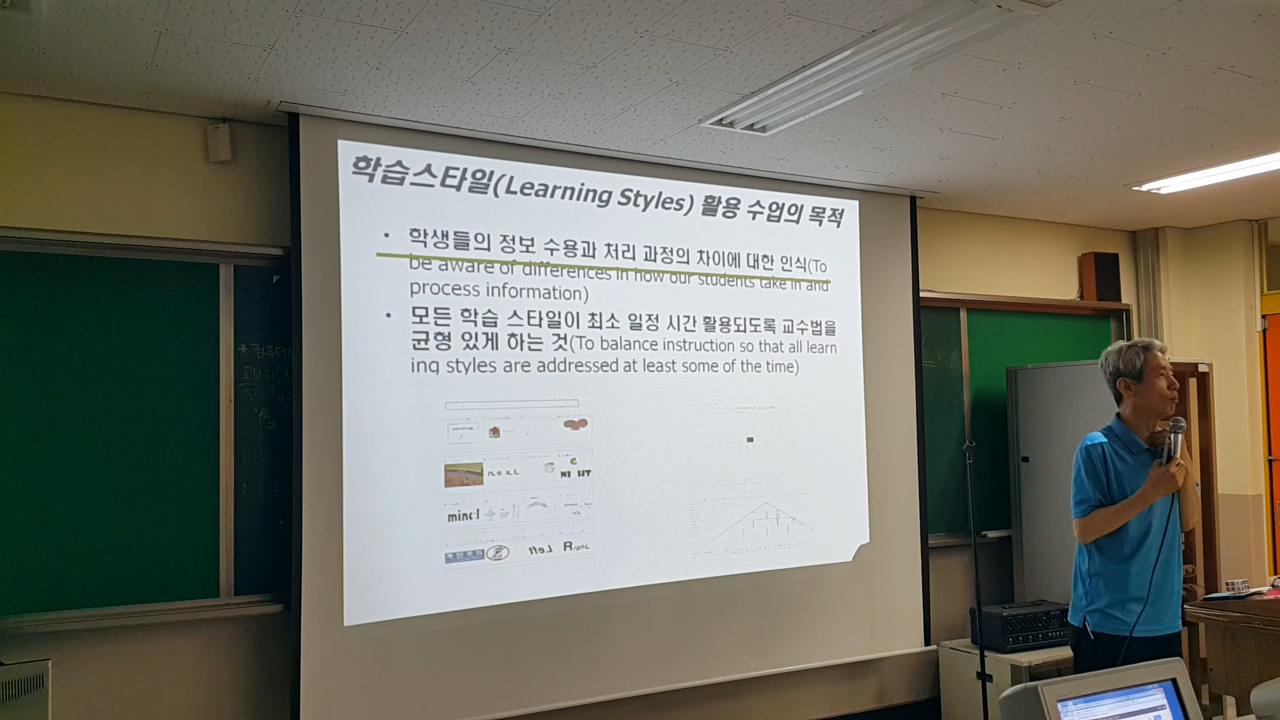 학습스타일(Learning Styles) 활용 수업의 목적
• 학생들의 정보 수용과 처리 과정의 차이에 대한 인식(To
be aware of differences in how our students take in and
process information)
• 모든 학습 스타일이 최소 일정 시간 활용되도록 교수법을
균형 있게 하는 것(To balance instruction so that all learn
ing styles are addressed at least some of the time)